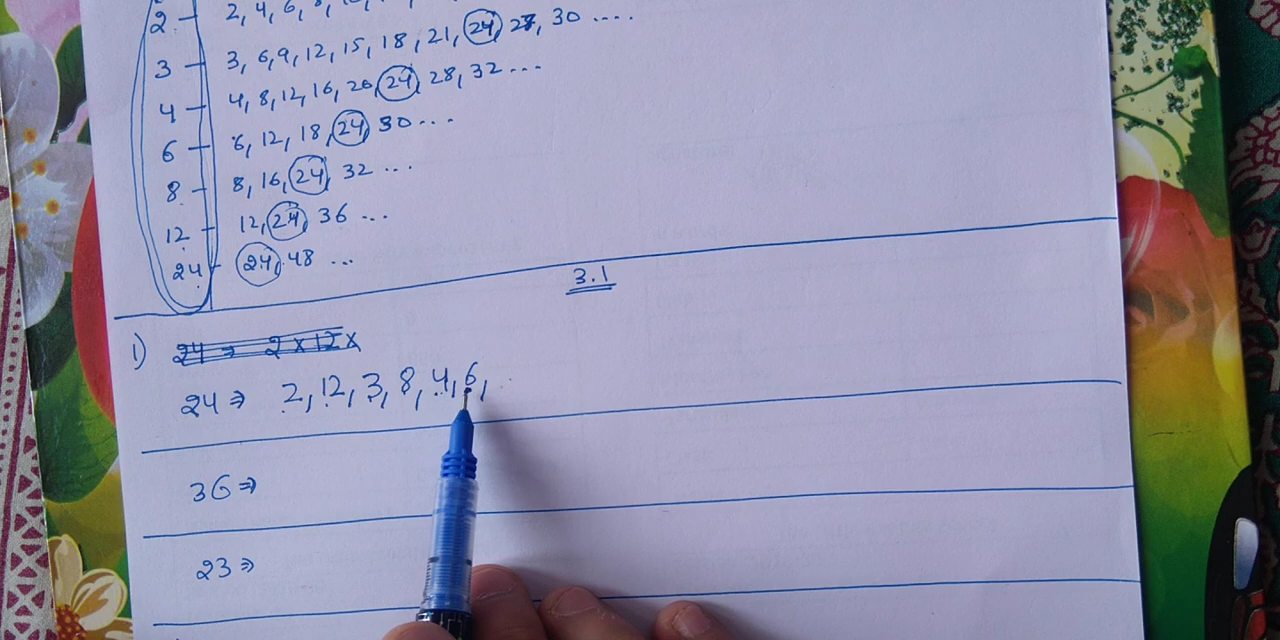 2 – 2, 4, 6, 8,
3 – 3, 6, 9, 12, 15, 18, 21, 24, 27, 30 ....
4 – 4, 8, 12, 16, 20, 24, 28, 32 ...
6 – 6, 12, 18, 24, 30 ...
8 – 8, 16, 24, 32 ...
12 – 12, 24, 36 ...
24 – 24, 48 ...
3.1
1) 24 ⇒ 2 x 12 x
24 ⇒ 2, 12, 3, 8, 4, 6,
36 ⇒
23 ⇒